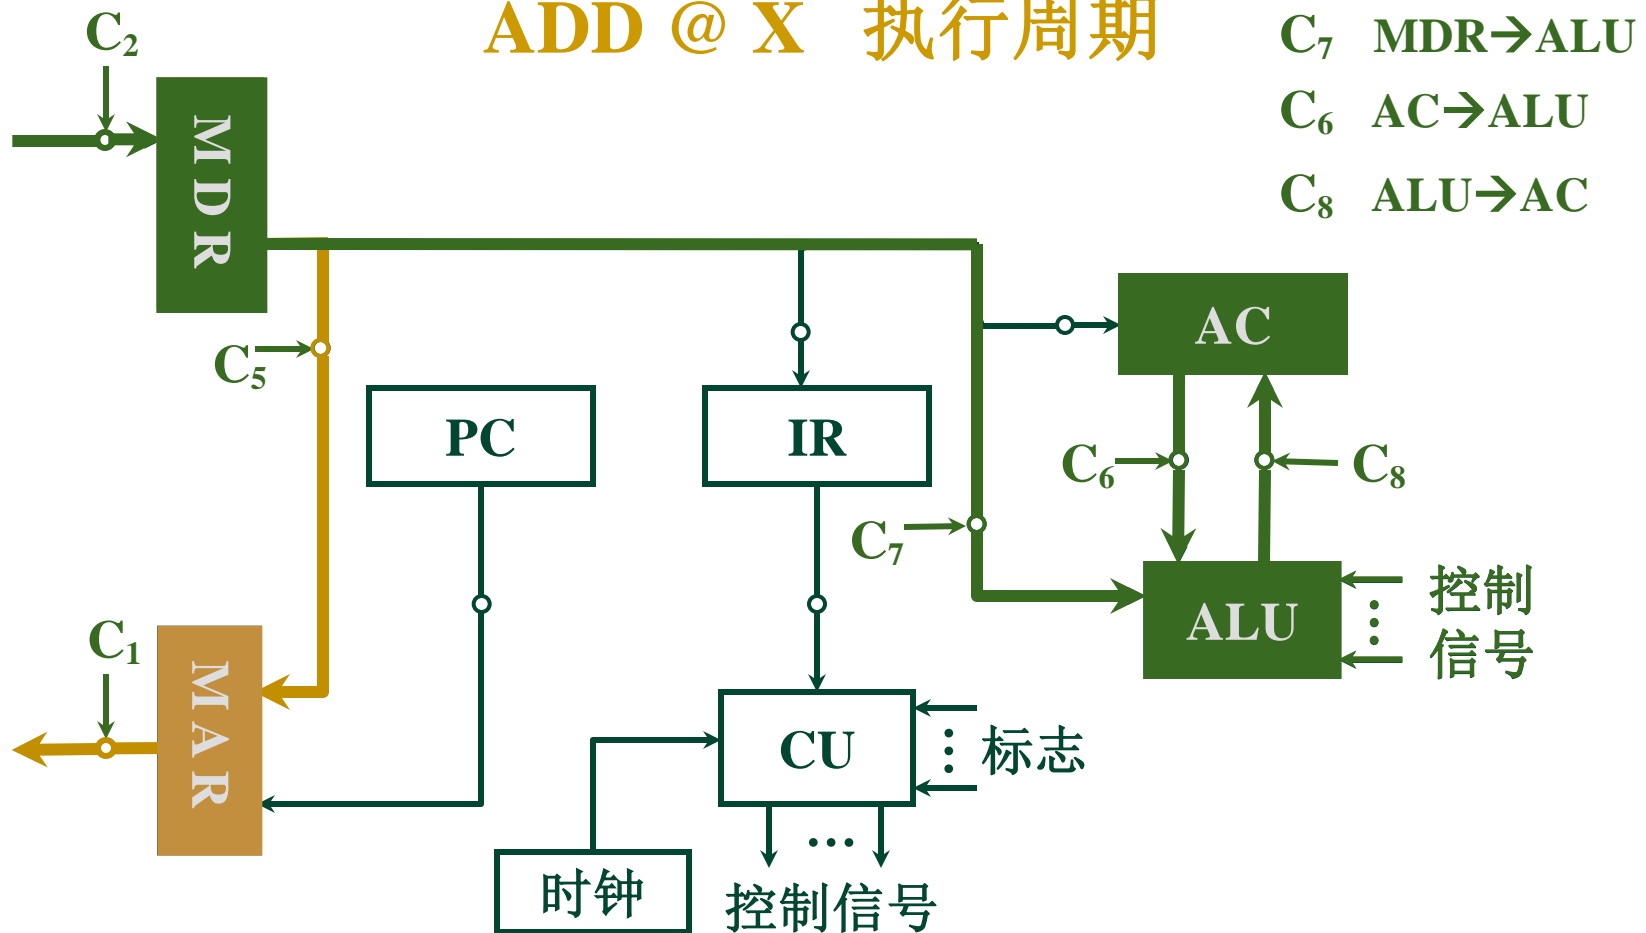 ADD @ X 执行周期
C₇ MDR→ALU
C₆ AC→ALU
C₈ ALU→AC
C₂
MDR
C₅
PC
IR
AC
C₆
C₈
C₇
ALU
控制
信号
⋮
C₁
MAR
CU
⋮
标志
…
时钟
控制信号